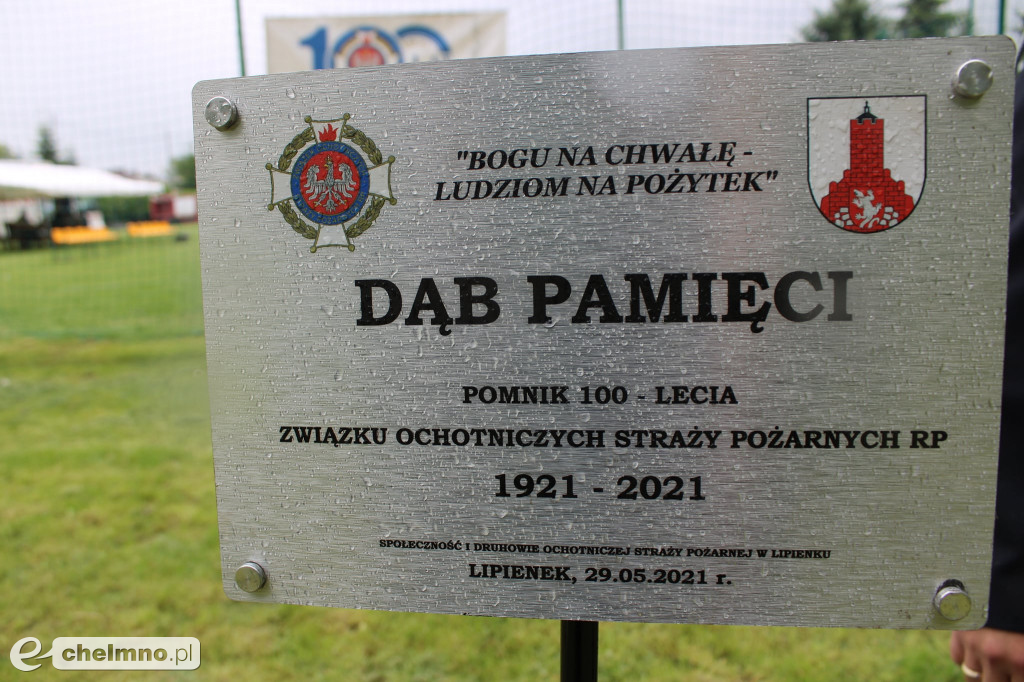 100
"BOGU NA CHWAŁĘ -
LUDZIOM NA POŻYTEK"
DĄB PAMIĘCI
POMNIK 100 - LECIA
ZWIĄZKU OCHOTNICZYCH STRAŻY POŻARNYCH RP
1921 - 2021
SPOŁECZNOŚĆ I DRUHOWIE OCHOTNICZEJ STRAŻY POŻARNEJ W LIPIENKU
LIPIENEK, 29.05.2021 r.
e-chelmno.pl